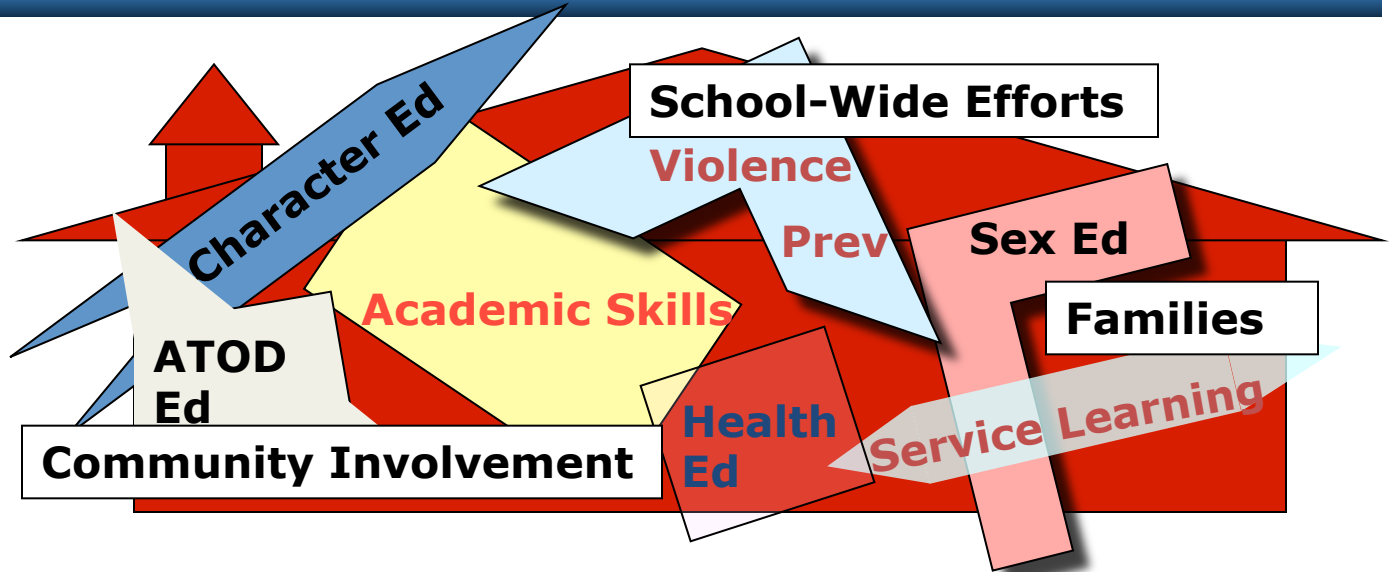 Character Ed
School-Wide Efforts
Violence
Prev
Sex Ed
Academic Skills
Families
ATOD
Ed
Health
Ed
Service Learning
Community Involvement